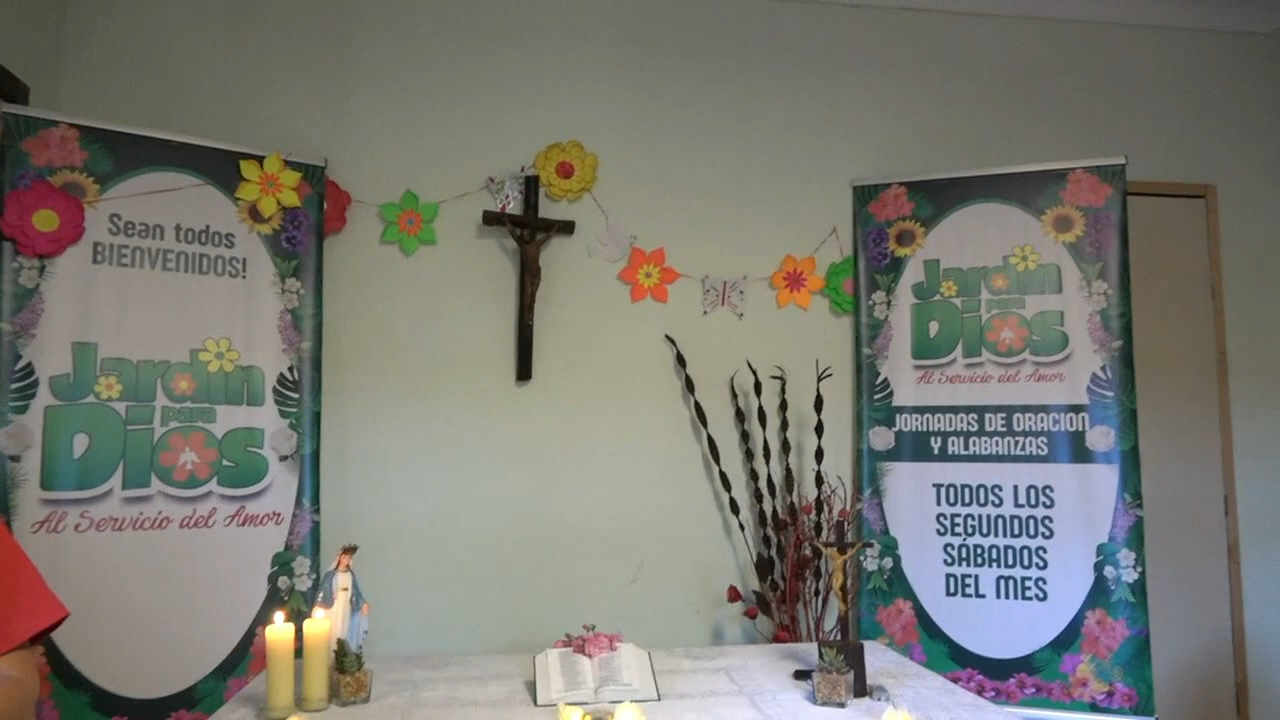 Sean todos
BIENVENIDOS!
Jardin
para
Dios
Al Servicio del Amor
Jardin
para
Dios
Al Servicio del Amor
JORNADAS DE ORACION
Y ALABANZAS
TODOS LOS
SEGUNDOS
SÁBADOS
DEL MES